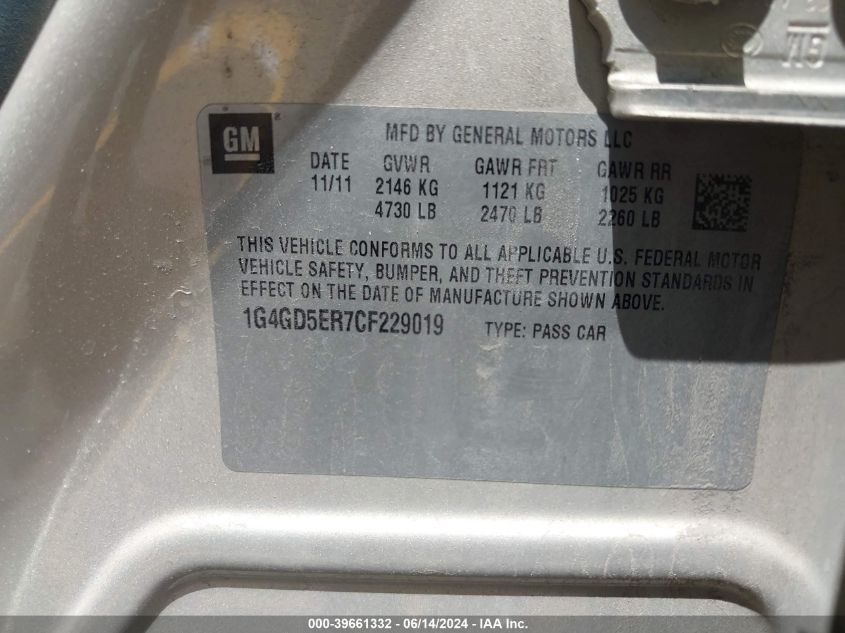 GM
MFD BY GENERAL MOTORS LLC
DATE GVWR GAWR FRT GAWR RR
11/11 2146 KG 1121 KG 1025 KG
4730 LB 2470 LB 2260 LB
THIS VEHICLE CONFORMS TO ALL APPLICABLE U.S. FEDERAL MOTOR
VEHICLE SAFETY, BUMPER, AND THEFT PREVENTION STANDARDS IN
EFFECT ON THE DATE OF MANUFACTURE SHOWN ABOVE.
1G4GD5ER7CF229019 TYPE: PASS CAR
000-39661332 - 06/14/2024 - IAA Inc.